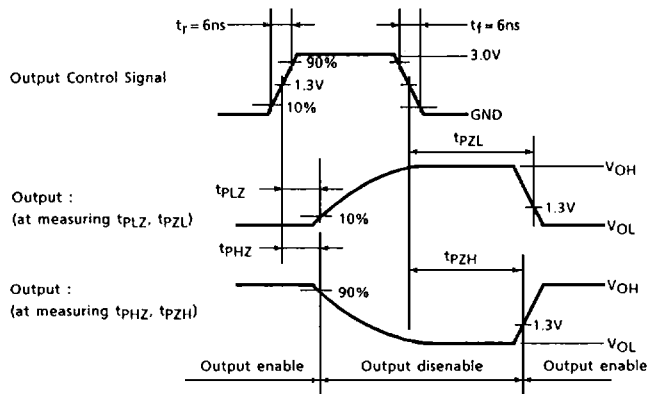 tr = 6ns
tf = 6ns
Output Control Signal
90%
1.3V
10%
3.0V
GND
tPZL
Output :
(at measuring tPLZ, tPZL)
tPLZ
10%
VOH
1.3V
VOL
tPHZ
tPZH
Output :
(at measuring tPHZ, tPZH)
90%
VOH
1.3V
VOL
Output enable
Output disenable
Output enable